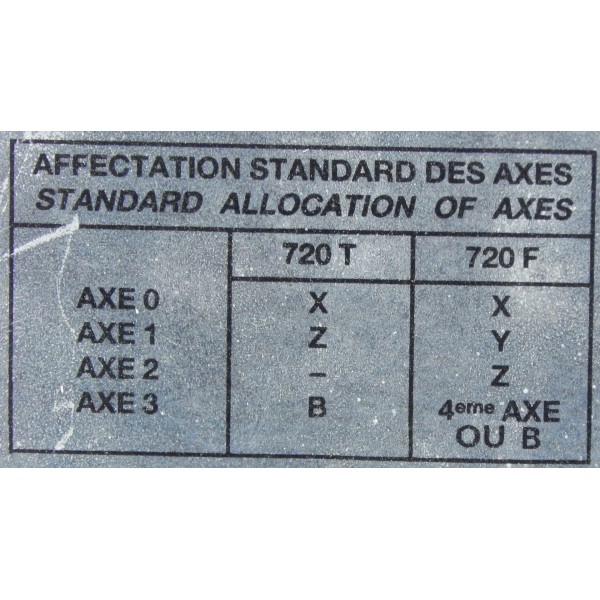 AFFECTATION STANDARD DES AXES
STANDARD ALLOCATION OF AXES
720 T 720 F
AXE 0 X X
AXE 1 Z Y
AXE 2 – Z
AXE 3 B 4eme AXE
OU B